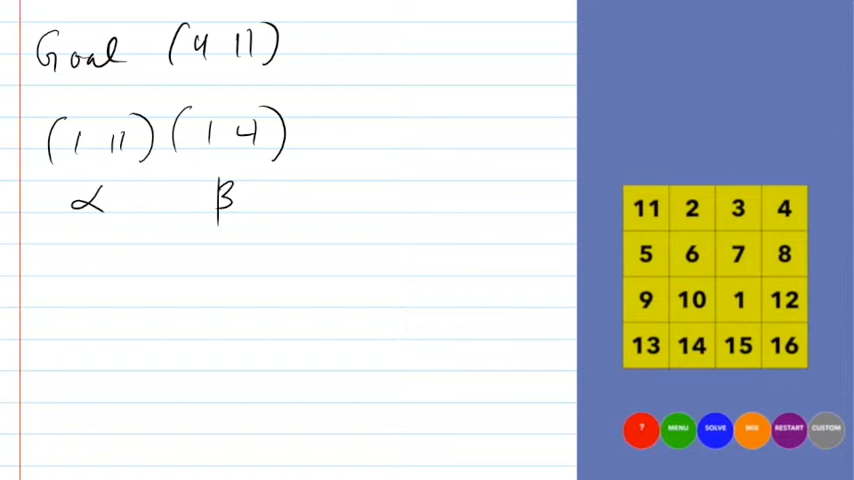 Goal (4 11)
(1 11) (1 4)
α β
11 2 3 4
5 6 7 8
9 10 1 12
13 14 15 16
? MENU SOLVE MIX RESTART CUSTOM